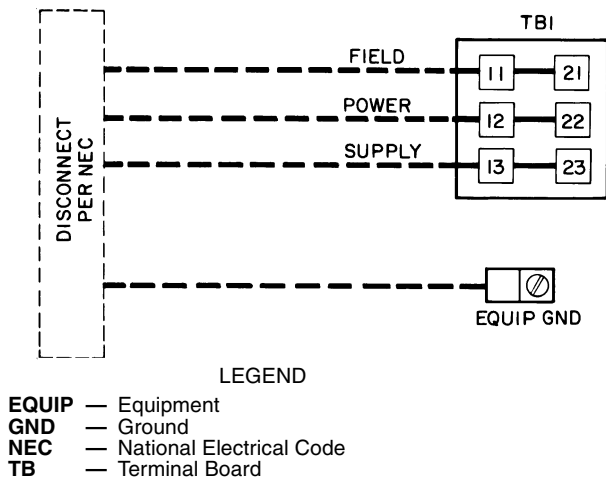 TB1
FIELD
11 21
POWER
12 22
SUPPLY
13 23
DISCONNECT
PER NEC
EQUIP GND
LEGEND
EQUIP — Equipment
GND — Ground
NEC — National Electrical Code
TB — Terminal Board